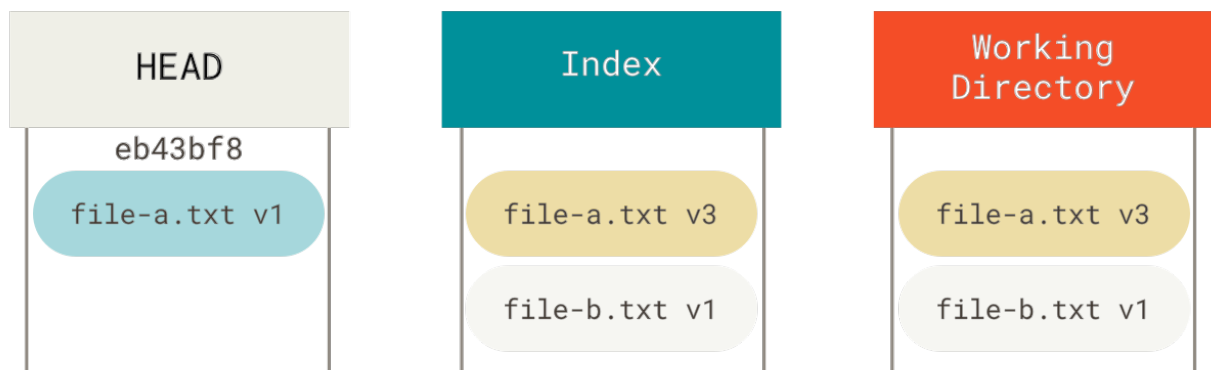 HEAD
Index
Working
Directory
eb43bf8
file-a.txt v1
file-a.txt v3
file-a.txt v3
file-b.txt v1
file-b.txt v1